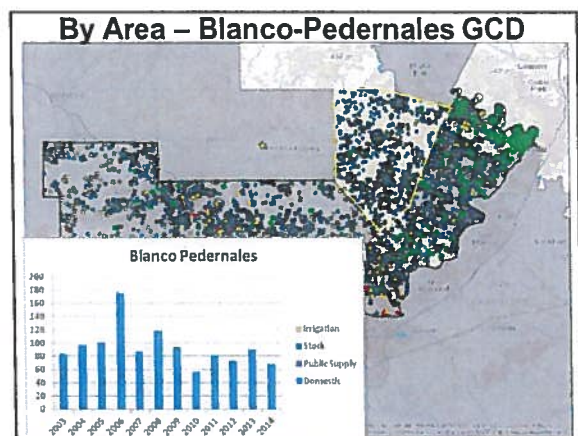 By Area – Blanco-Pedernales GCD
Blanco Pedernales
200
180
160
140
120
100
80
60
40
20
0
2003 2004 2005 2006 2007 2008 2009 2010 2011 2012 2013 2014
Irrigation
Stock
Public Supply
Domestic